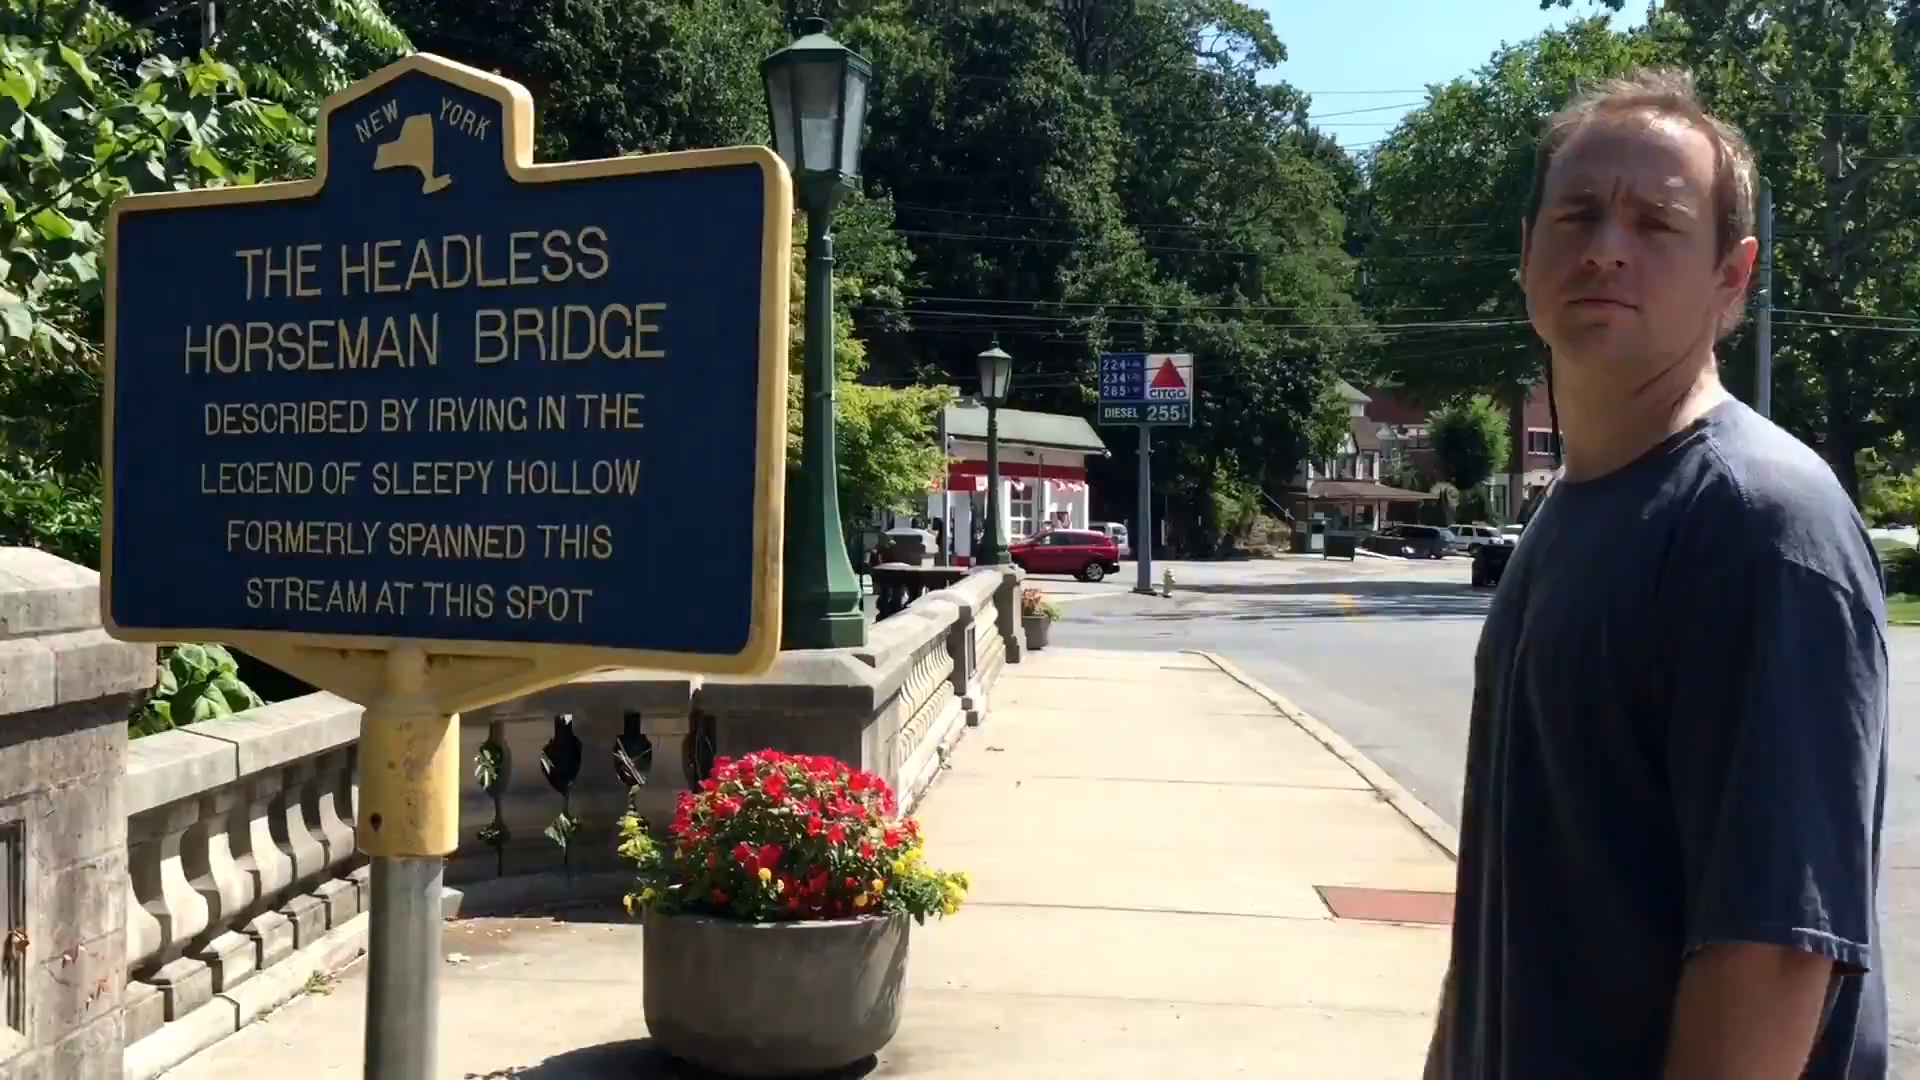 NEW YORK
THE HEADLESS
HORSEMAN BRIDGE
DESCRIBED BY IRVING IN THE
LEGEND OF SLEEPY HOLLOW
FORMERLY SPANNED THIS
STREAM AT THIS SPOT
224
234
265
CITGO
DIESEL 255